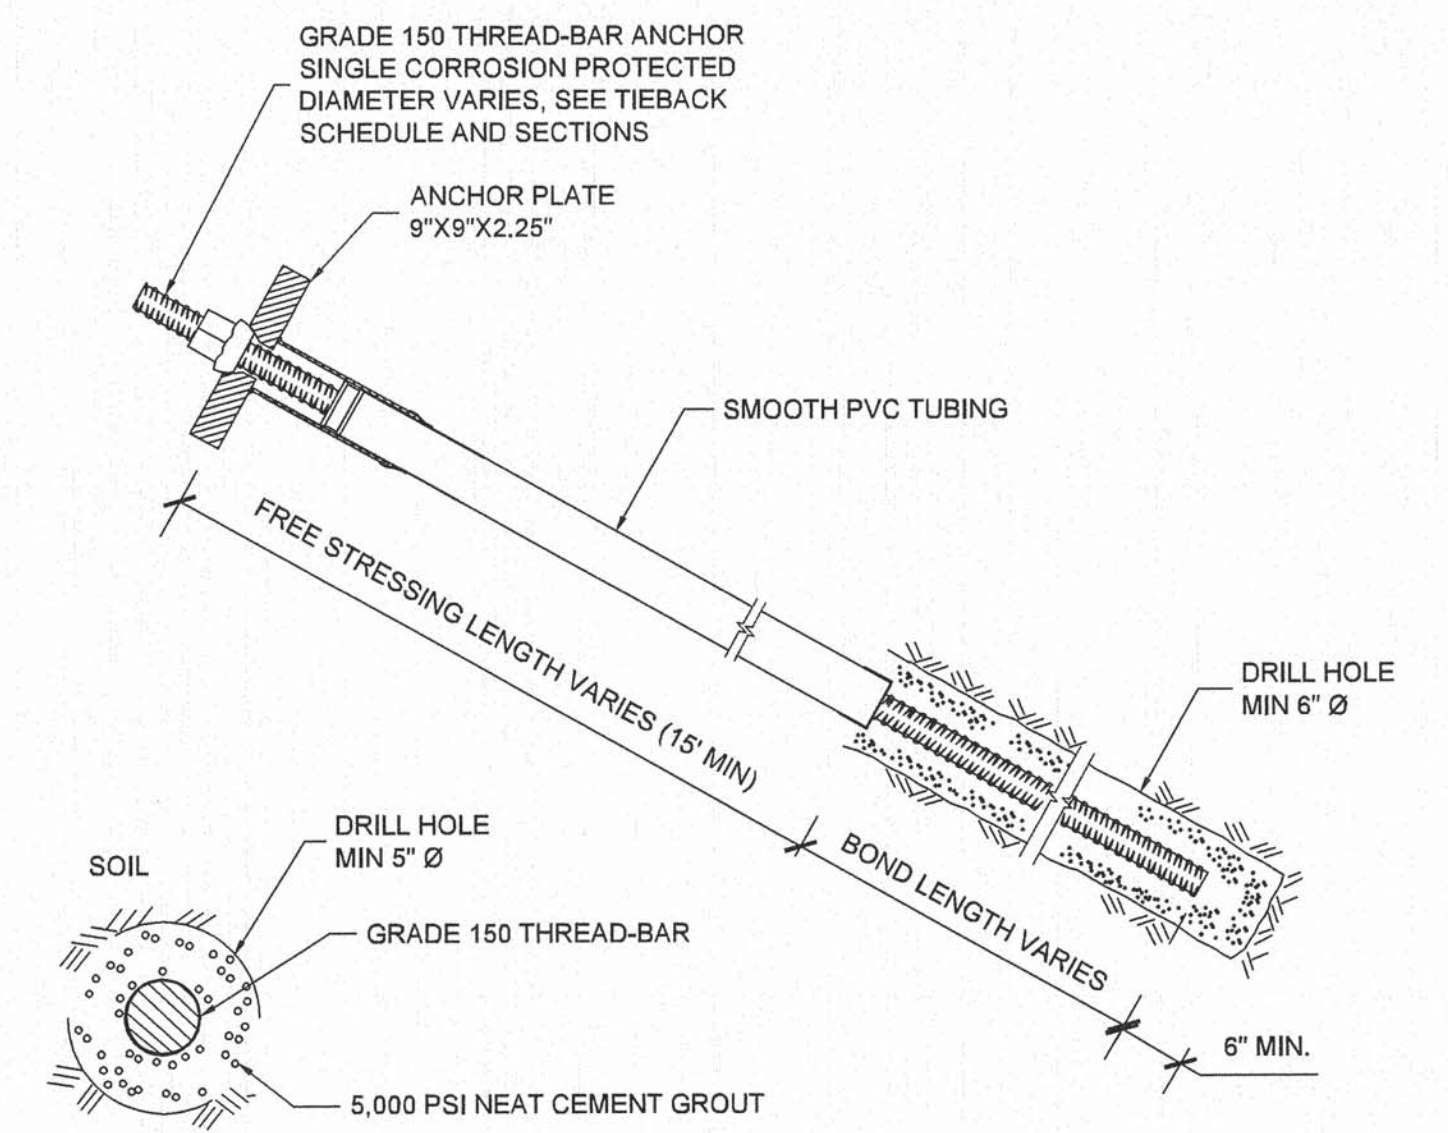 GRADE 150 THREAD-BAR ANCHOR
SINGLE CORROSION PROTECTED
DIAMETER VARIES, SEE TIEBACK
SCHEDULE AND SECTIONS
ANCHOR PLATE
9"X9"X2.25"
SMOOTH PVC TUBING
FREE STRESSING LENGTH VARIES (15' MIN)
DRILL HOLE
MIN 6" Ø
BOND LENGTH VARIES
6" MIN.
SOIL
DRILL HOLE
MIN 5" Ø
GRADE 150 THREAD-BAR
5,000 PSI NEAT CEMENT GROUT